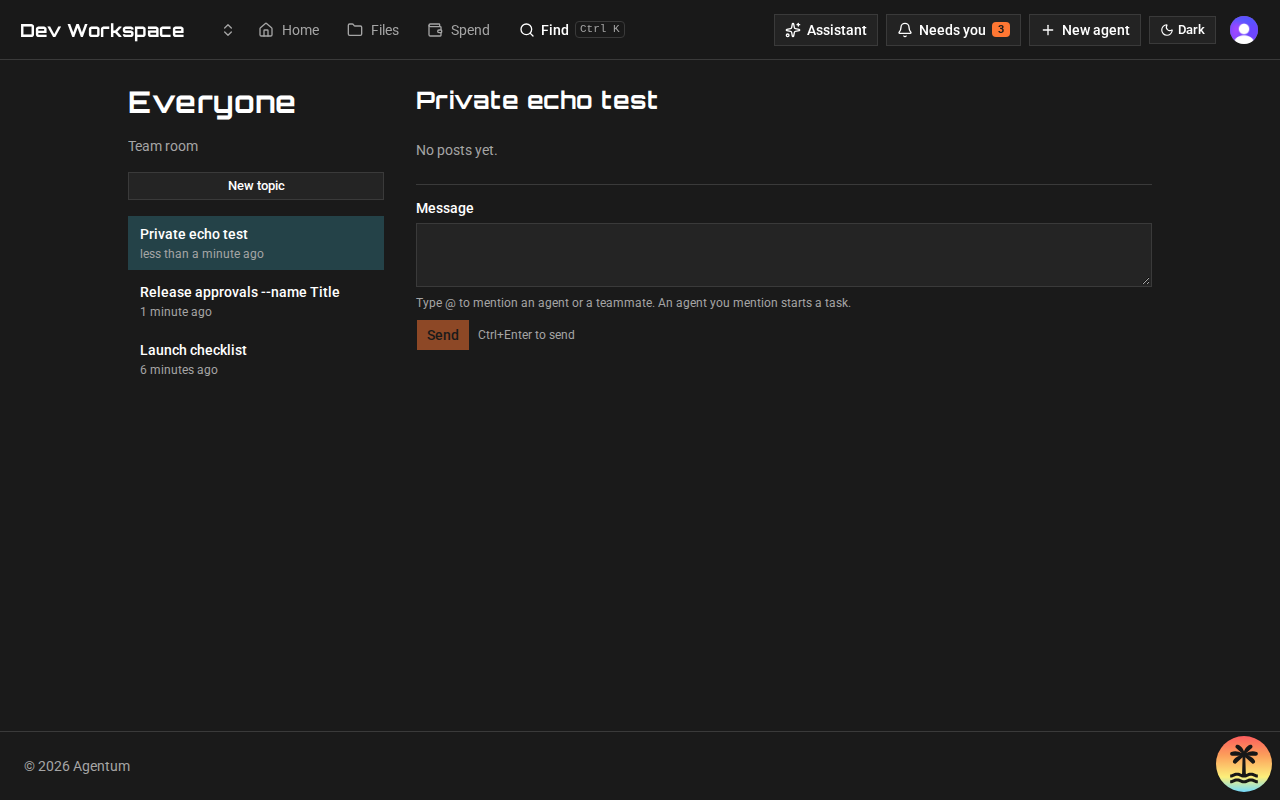 Dev Workspace
Home
Files
Spend
Find Ctrl K
Assistant
Needs you 3
New agent
Dark
Everyone
Team room
New topic
Private echo test
less than a minute ago
Release approvals --name Title
1 minute ago
Launch checklist
6 minutes ago
Private echo test
No posts yet.
Message
Type @ to mention an agent or a teammate. An agent you mention starts a task.
Send
Ctrl+Enter to send
© 2026 Agentum